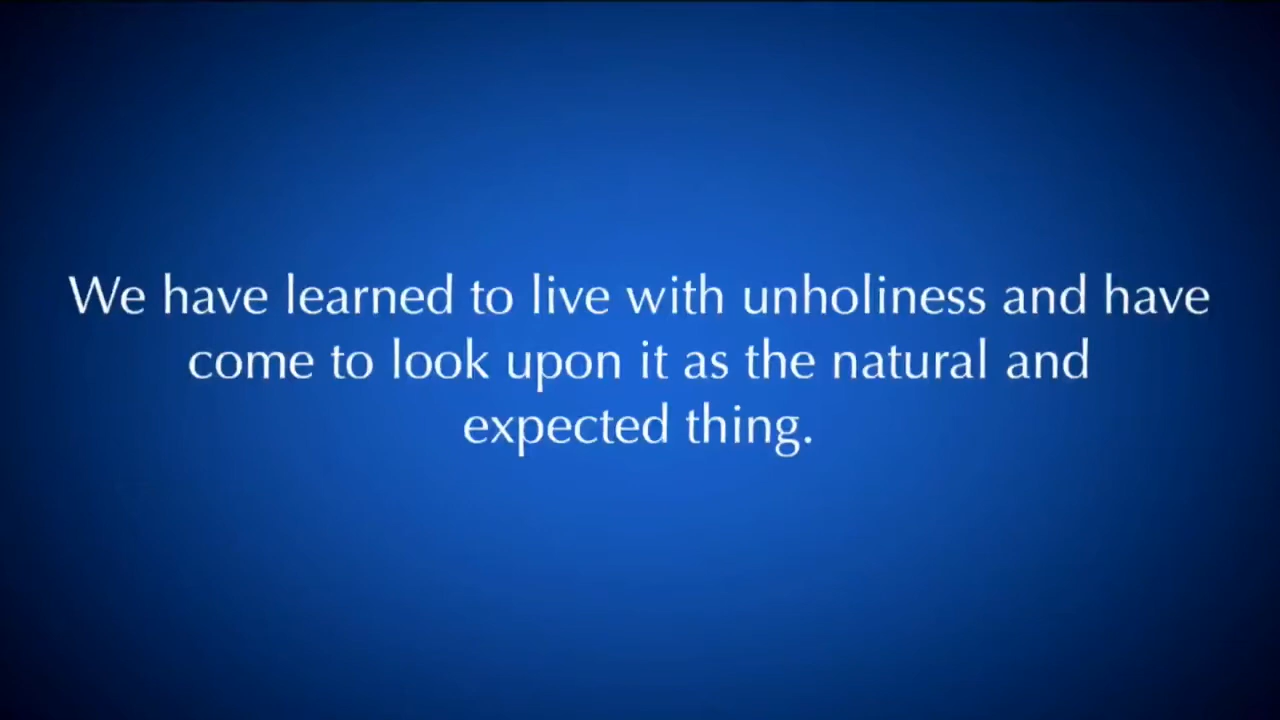 We have learned to live with unholiness and have
come to look upon it as the natural and
expected thing.